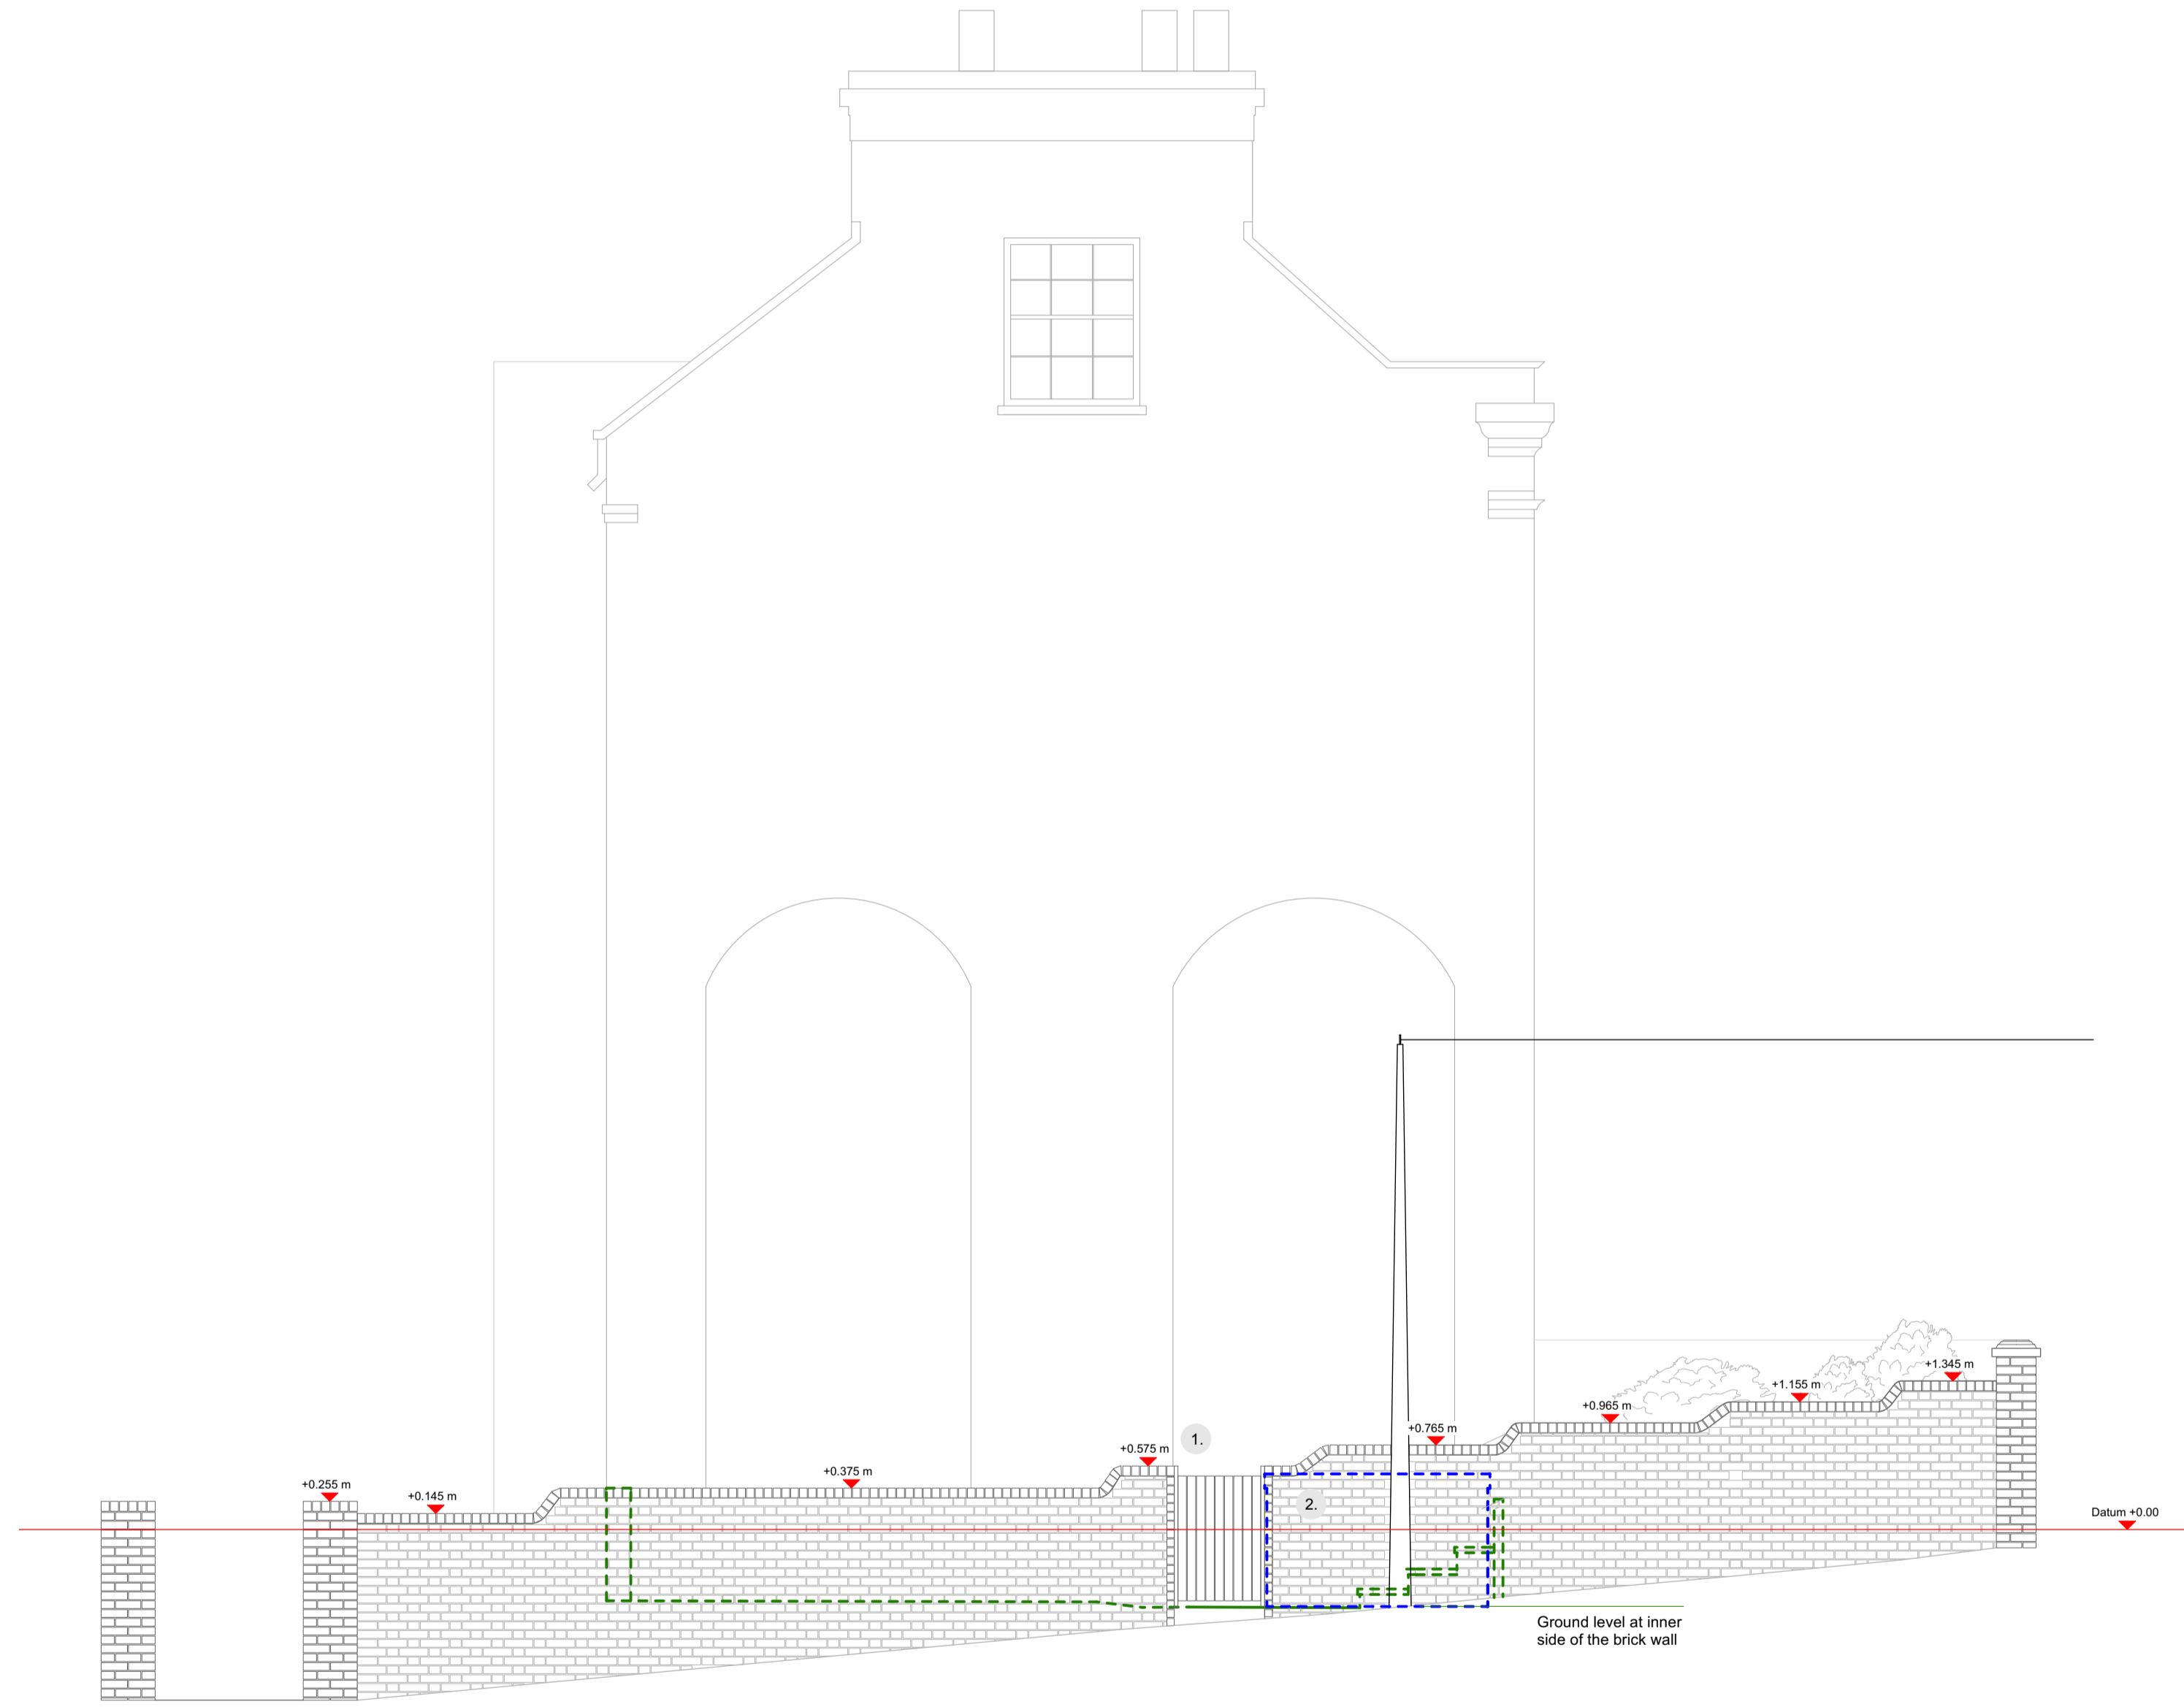 +1.345 m
+1.155 m
+0.965 m
+0.765 m
1.
+0.575 m
+0.375 m
+0.255 m
+0.145 m
2.
Datum +0.00
Ground level at inner
side of the brick wall